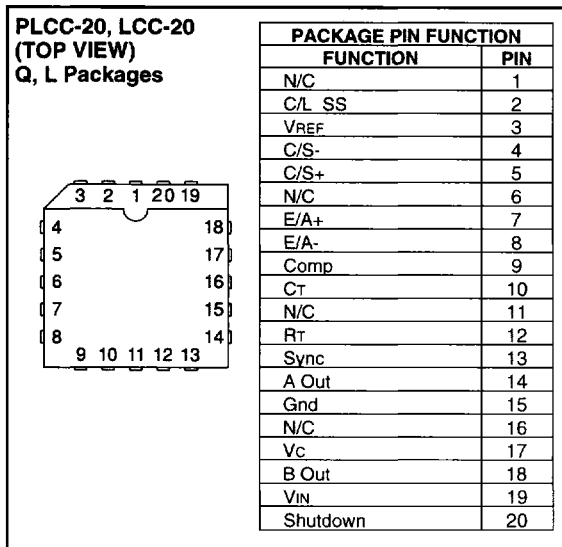 PLCC-20, LCC-20
(TOP VIEW)
Q, L Packages
3 2 1 20 19
4 18
5 17
6 16
7 15
8 14
9 10 11 12 13
PACKAGE PIN FUNCTION
FUNCTION PIN
N/C 1
C/L SS 2
VREF 3
C/S- 4
C/S+ 5
N/C 6
E/A+ 7
E/A- 8
Comp 9
CT 10
N/C 11
RT 12
Sync 13
A Out 14
Gnd 15
N/C 16
VC 17
B Out 18
VIN 19
Shutdown 20